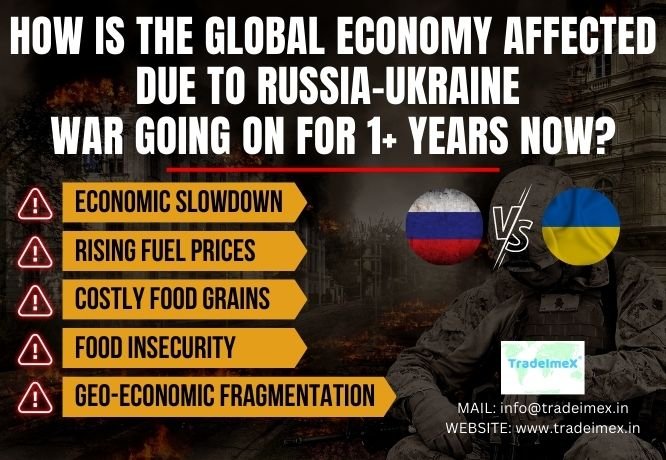 HOW IS THE GLOBAL ECONOMY AFFECTED
DUE TO RUSSIA-UKRAINE
WAR GOING ON FOR 1+ YEARS NOW?
ECONOMIC SLOWDOWN
RISING FUEL PRICES
COSTLY FOOD GRAINS
FOOD INSECURITY
GEO-ECONOMIC FRAGMENTATION
VS
TradeImeX
MAIL: info@tradeimex.in
WEBSITE: www.tradeimex.in